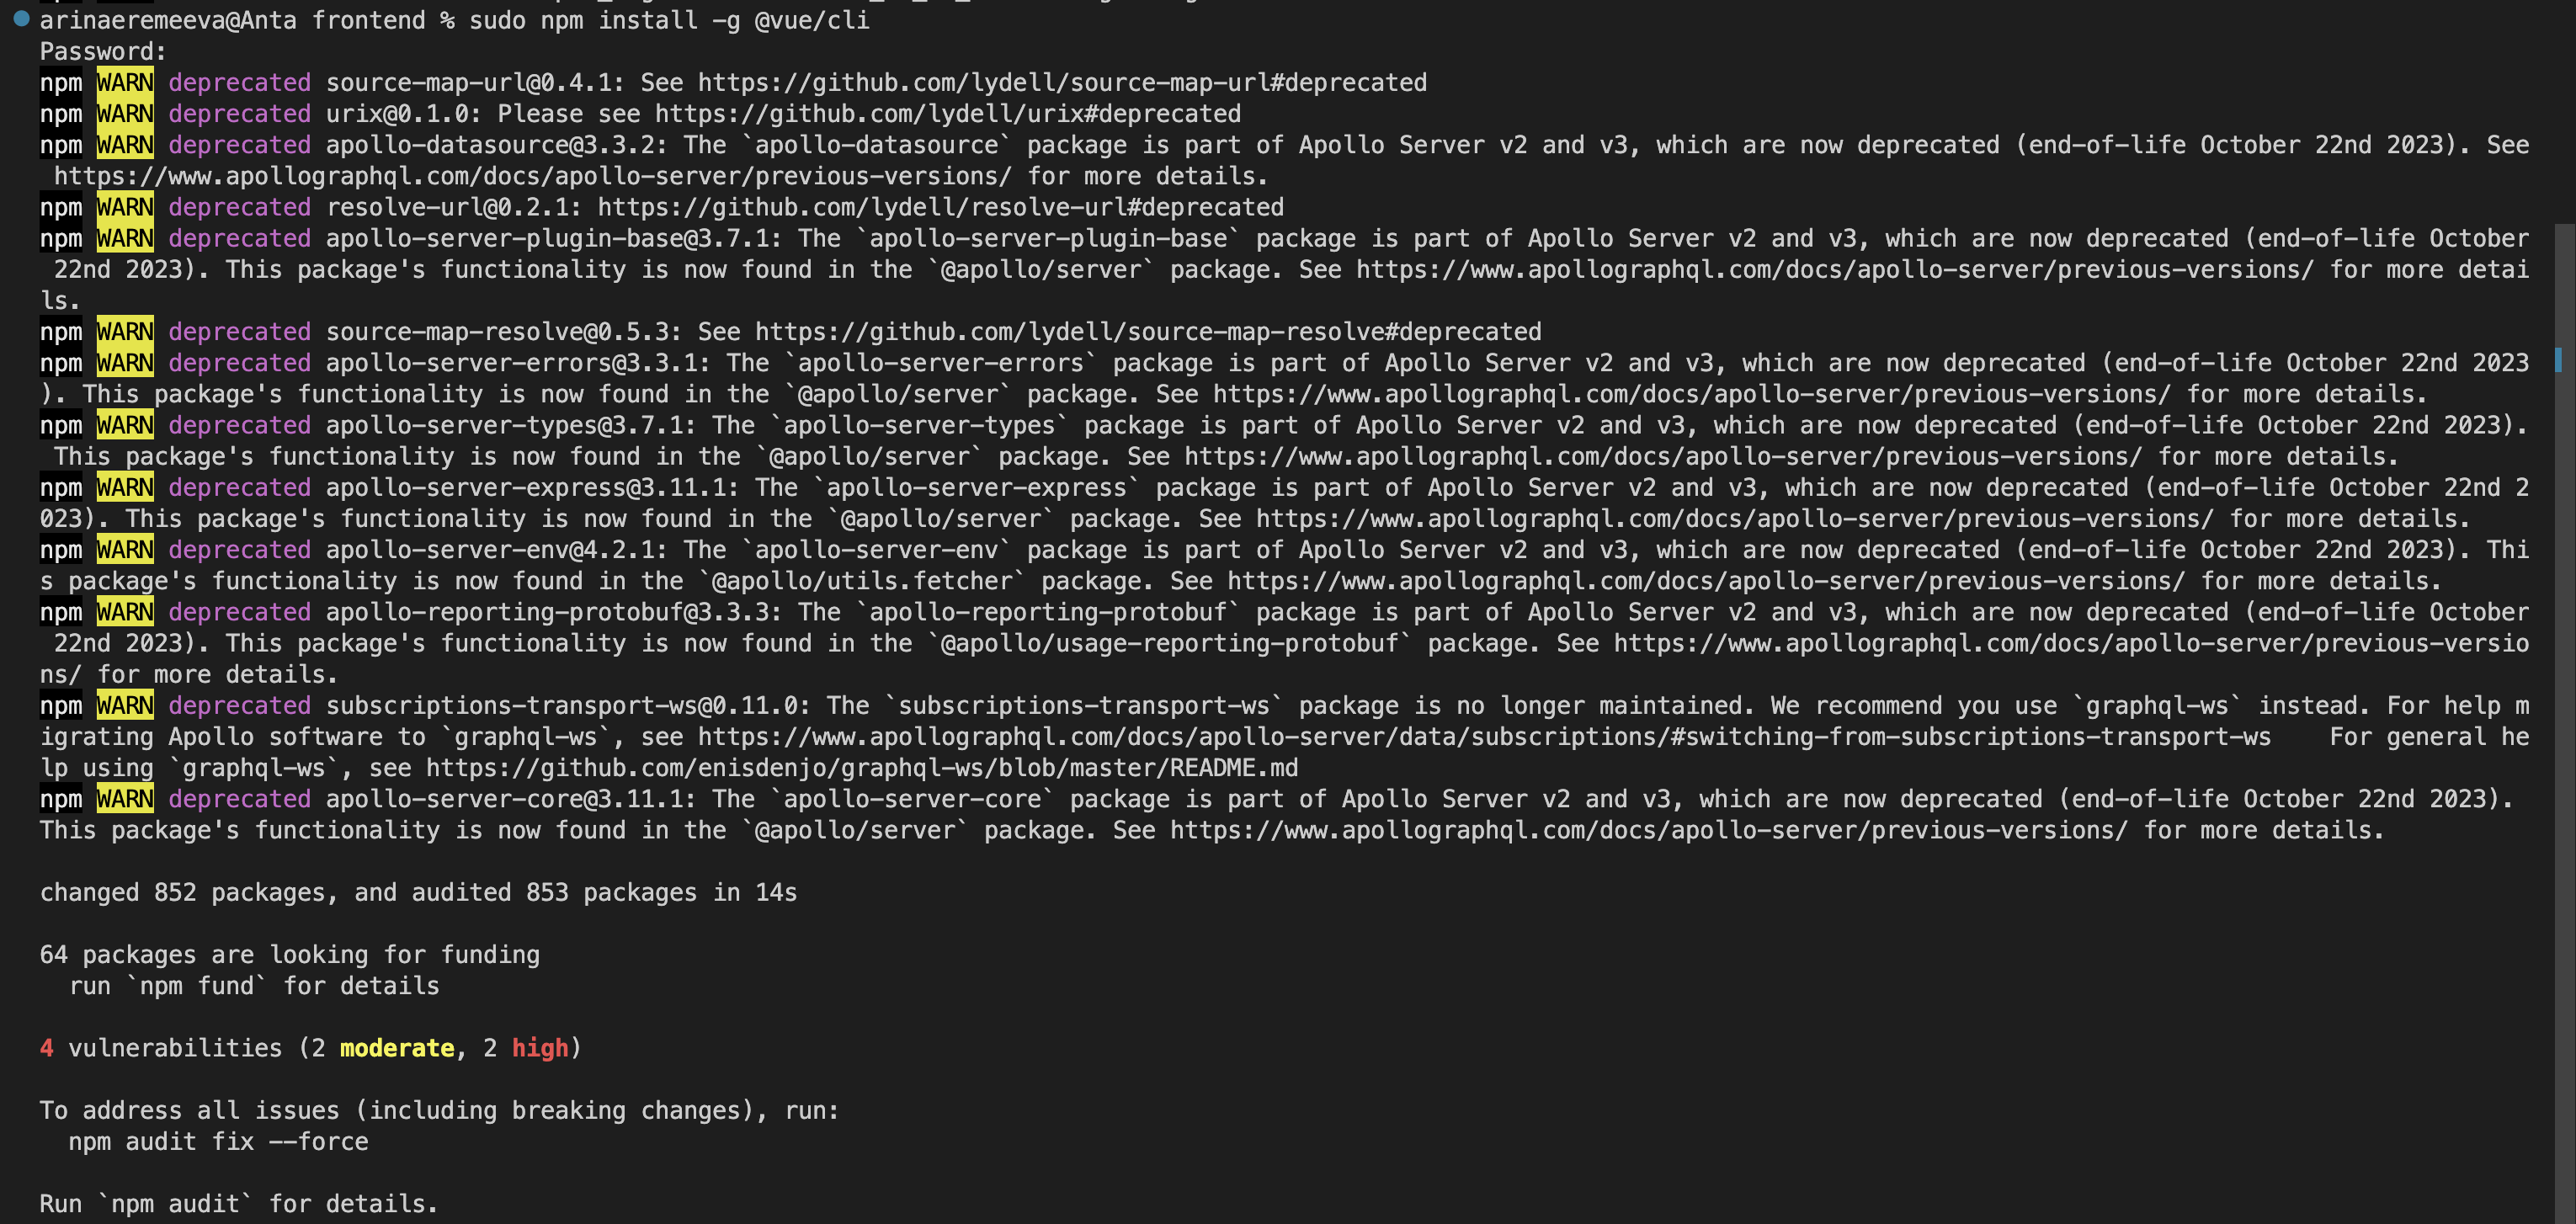 arinaeremeeva@Anta frontend % sudo npm install -g @vue/cli
Password:
npm WARN deprecated source-map-url@0.4.1: See https://github.com/lydell/source-map-url#deprecated
npm WARN deprecated urix@0.1.0: Please see https://github.com/lydell/urix#deprecated
npm WARN deprecated apollo-datasource@3.3.2: The `apollo-datasource` package is part of Apollo Server v2 and v3, which are now deprecated (end-of-life October 22nd 2023). See
https://www.apollographql.com/docs/apollo-server/previous-versions/ for more details.
npm WARN deprecated resolve-url@0.2.1: https://github.com/lydell/resolve-url#deprecated
npm WARN deprecated apollo-server-plugin-base@3.7.1: The `apollo-server-plugin-base` package is part of Apollo Server v2 and v3, which are now deprecated (end-of-life October
22nd 2023). This package's functionality is now found in the `@apollo/server` package. See https://www.apollographql.com/docs/apollo-server/previous-versions/ for more detai
ls.
npm WARN deprecated source-map-resolve@0.5.3: See https://github.com/lydell/source-map-resolve#deprecated
npm WARN deprecated apollo-server-errors@3.3.1: The `apollo-server-errors` package is part of Apollo Server v2 and v3, which are now deprecated (end-of-life October 22nd 2023
). This package's functionality is now found in the `@apollo/server` package. See https://www.apollographql.com/docs/apollo-server/previous-versions/ for more details.
npm WARN deprecated apollo-server-types@3.7.1: The `apollo-server-types` package is part of Apollo Server v2 and v3, which are now deprecated (end-of-life October 22nd 2023).
This package's functionality is now found in the `@apollo/server` package. See https://www.apollographql.com/docs/apollo-server/previous-versions/ for more details.
npm WARN deprecated apollo-server-express@3.11.1: The `apollo-server-express` package is part of Apollo Server v2 and v3, which are now deprecated (end-of-life October 22nd 2
023). This package's functionality is now found in the `@apollo/server` package. See https://www.apollographql.com/docs/apollo-server/previous-versions/ for more details.
npm WARN deprecated apollo-server-env@4.2.1: The `apollo-server-env` package is part of Apollo Server v2 and v3, which are now deprecated (end-of-life October 22nd 2023). Thi
s package's functionality is now found in the `@apollo/utils.fetcher` package. See https://www.apollographql.com/docs/apollo-server/previous-versions/ for more details.
npm WARN deprecated apollo-reporting-protobuf@3.3.3: The `apollo-reporting-protobuf` package is part of Apollo Server v2 and v3, which are now deprecated (end-of-life October
22nd 2023). This package's functionality is now found in the `@apollo/usage-reporting-protobuf` package. See https://www.apollographql.com/docs/apollo-server/previous-versio
ns/ for more details.
npm WARN deprecated subscriptions-transport-ws@0.11.0: The `subscriptions-transport-ws` package is no longer maintained. We recommend you use `graphql-ws` instead. For help m
igrating Apollo software to `graphql-ws`, see https://www.apollographql.com/docs/apollo-server/data/subscriptions/#switching-from-subscriptions-transport-ws    For general he
lp using `graphql-ws`, see https://github.com/enisdenjo/graphql-ws/blob/master/README.md
npm WARN deprecated apollo-server-core@3.11.1: The `apollo-server-core` package is part of Apollo Server v2 and v3, which are now deprecated (end-of-life October 22nd 2023).
This package's functionality is now found in the `@apollo/server` package. See https://www.apollographql.com/docs/apollo-server/previous-versions/ for more details.
changed 852 packages, and audited 853 packages in 14s
64 packages are looking for funding
run `npm fund` for details
4 vulnerabilities (2 moderate, 2 high)
To address all issues (including breaking changes), run:
npm audit fix --force
Run `npm audit` for details.